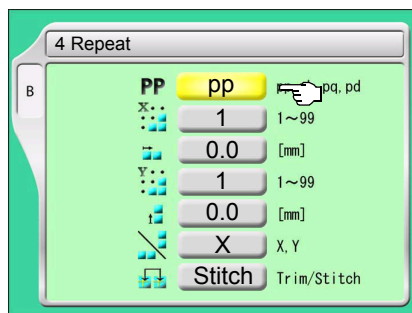 4 Repeat
B
PP pp pq, pd
X 1 1～99
0.0 [mm]
Y 1 1～99
0.0 [mm]
X X, Y
Stitch Trim/Stitch